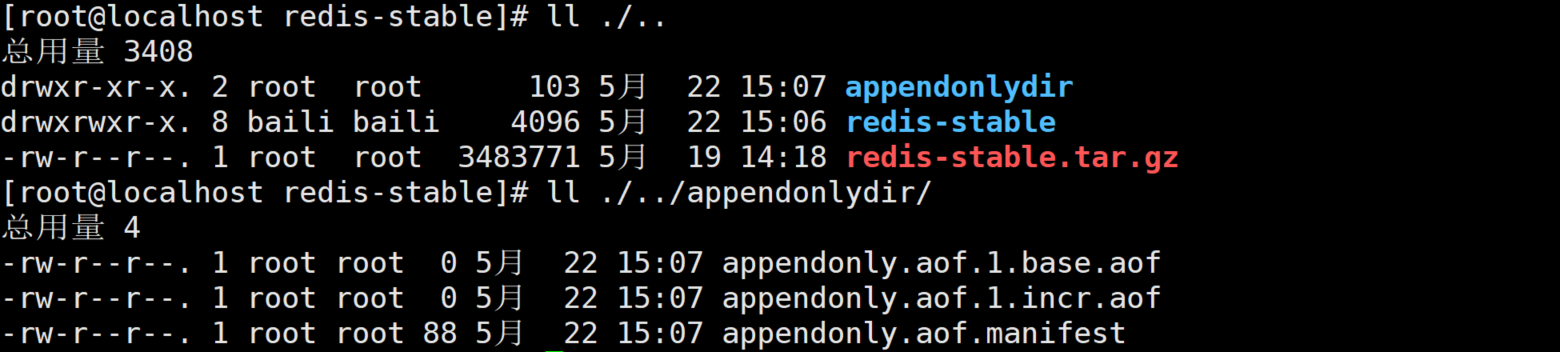 [root@localhost redis-stable]# ll ./..
总用量 3408
drwxr-xr-x. 2 root  root      103 5月  22 15:07 appendonlydir
drwxrwxr-x. 8 baili baili    4096 5月  22 15:06 redis-stable
-rw-r--r--. 1 root  root  3483771 5月  19 14:18 redis-stable.tar.gz
[root@localhost redis-stable]# ll ./../appendonlydir/
总用量 4
-rw-r--r--. 1 root root  0 5月  22 15:07 appendonly.aof.1.base.aof
-rw-r--r--. 1 root root  0 5月  22 15:07 appendonly.aof.1.incr.aof
-rw-r--r--. 1 root root 88 5月  22 15:07 appendonly.aof.manifest